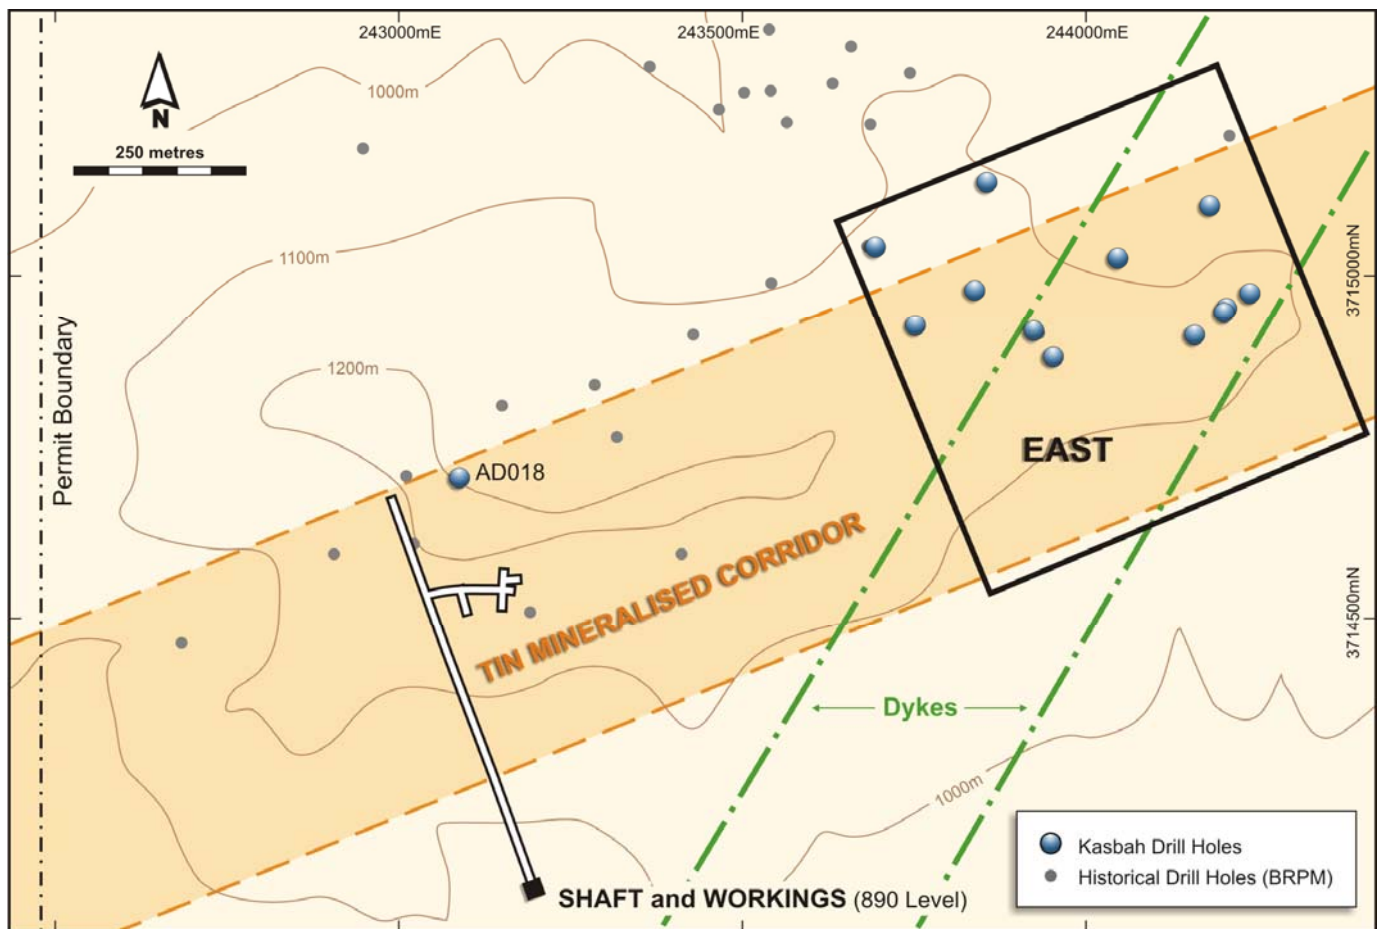 243000mE
243500mE
244000mE
1000m
N
250 metres
3715000mN
1100m
Permit Boundary
1200m
EAST
AD018
TIN MINERALISED CORRIDOR
3714500mN
Dykes
1000m
Kasbah Drill Holes
Historical Drill Holes (BRPM)
SHAFT and WORKINGS (890 Level)